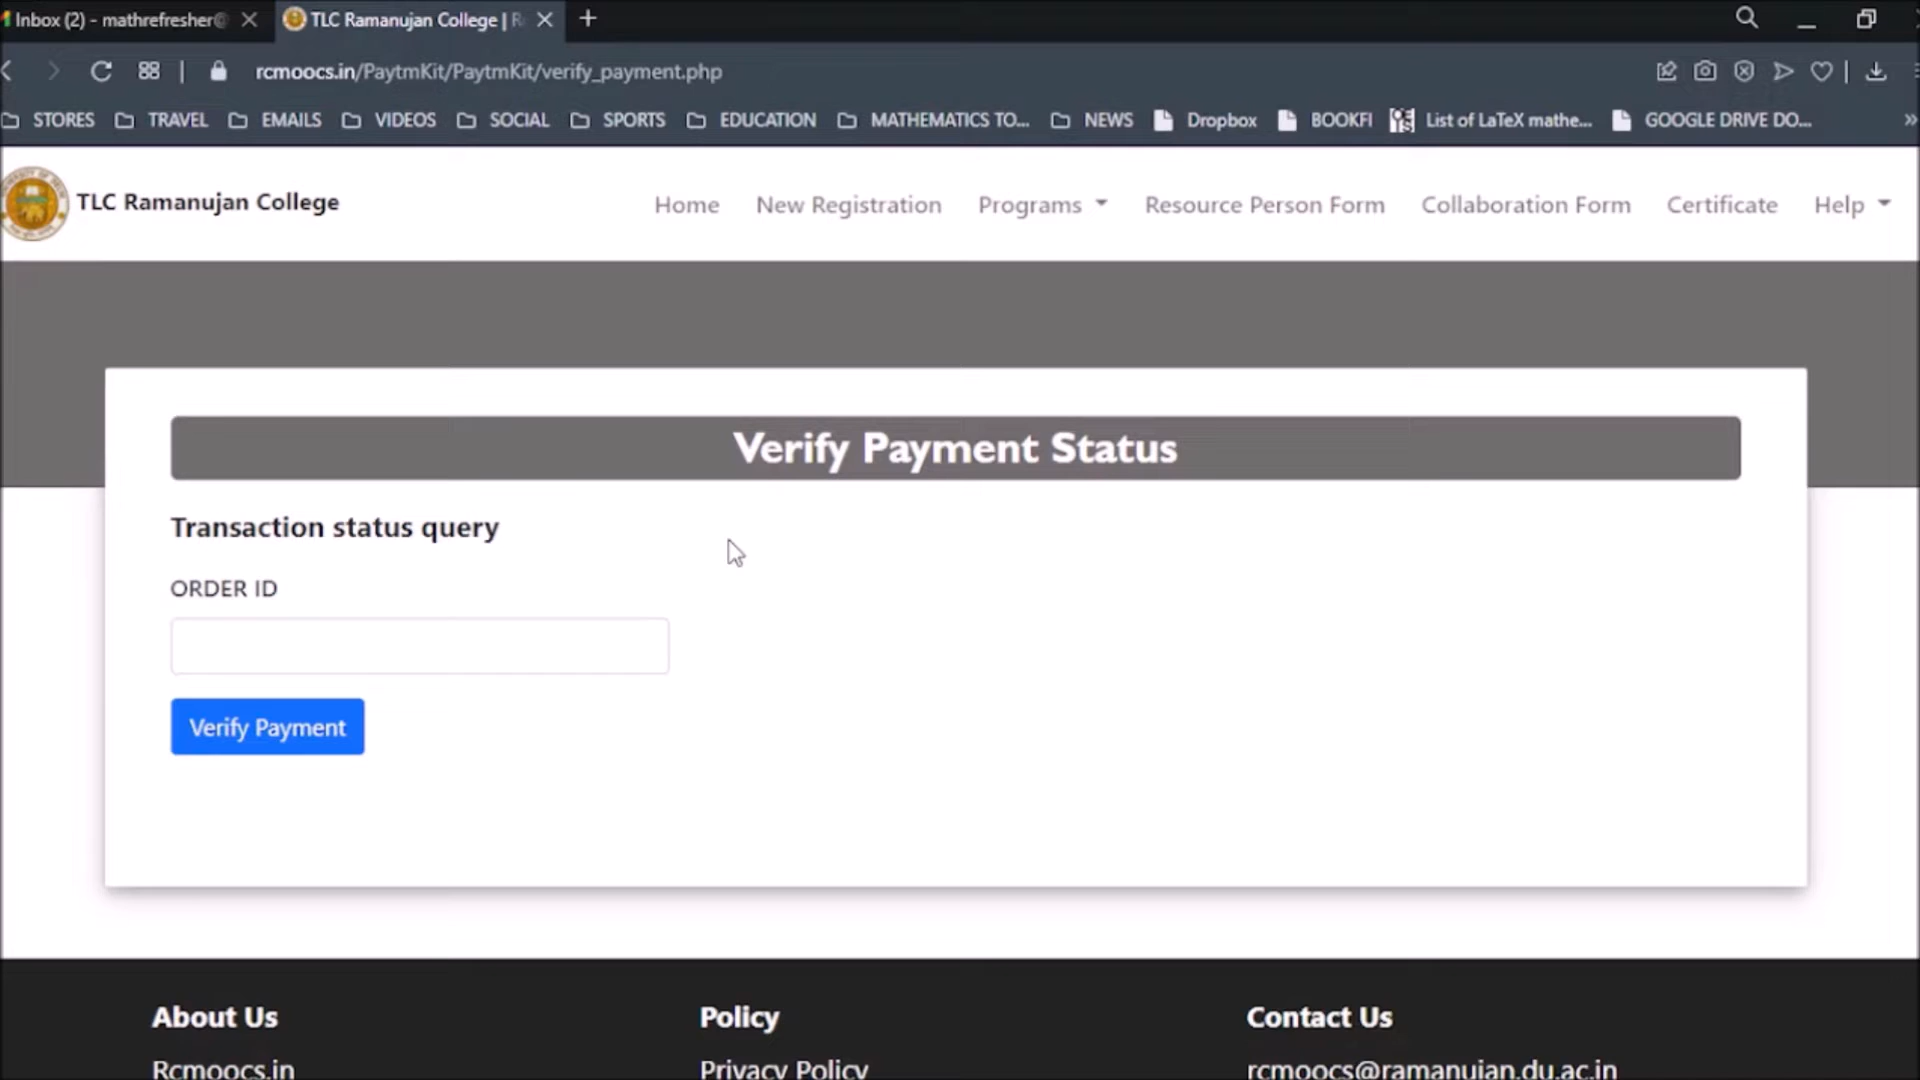 Inbox (2) - mathrefresher@
TLC Ramanujan College | R
rcmoocs.in/PaytmKit/PaytmKit/verify_payment.php
STORES TRAVEL EMAILS VIDEOS SOCIAL SPORTS EDUCATION MATHEMATICS TO... NEWS Dropbox BOOKFI List of LaTeX mathe... GOOGLE DRIVE DO...
TLC Ramanujan College
Home New Registration Programs Resource Person Form Collaboration Form Certificate Help
Verify Payment Status
Transaction status query
ORDER ID
Verify Payment
About Us Policy Contact Us
Rcmoocs.in Privacy Policy rcmoocs@ramanujan.du.ac.in